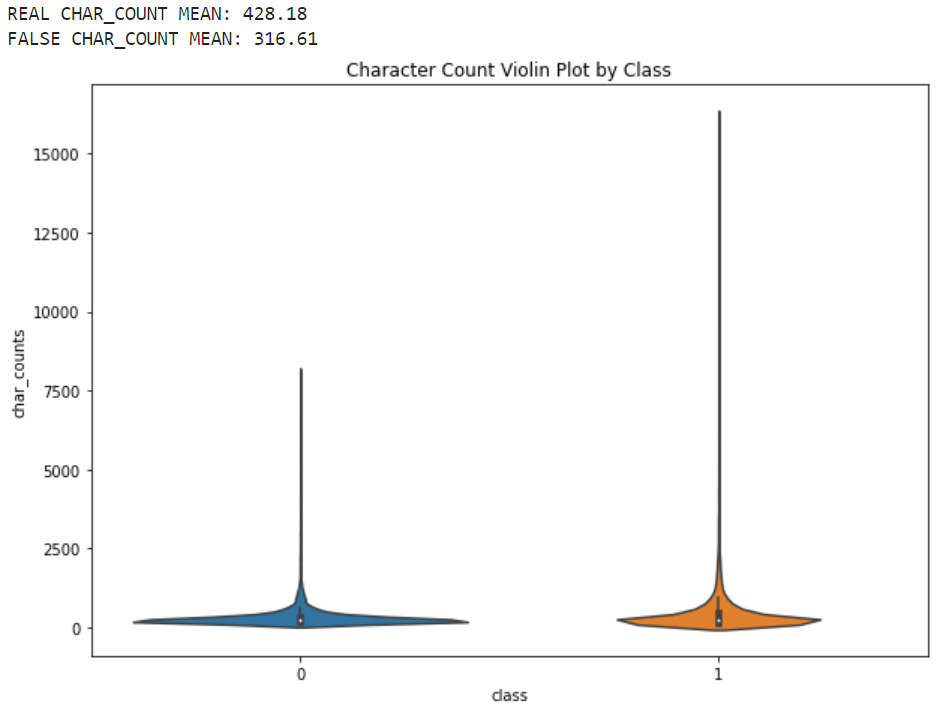 REAL CHAR_COUNT MEAN: 428.18
FALSE CHAR_COUNT MEAN: 316.61
Character Count Violin Plot by Class
15000
12500
10000
7500
5000
2500
0
char_counts
0 1
class